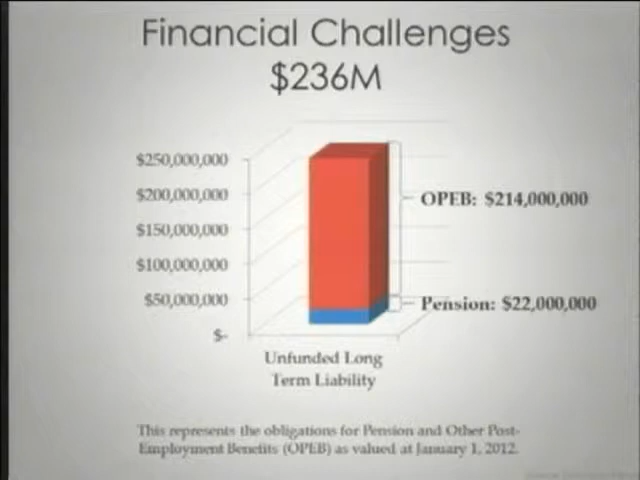 Financial Challenges
$236M
$250,000,000
$200,000,000
$150,000,000
$100,000,000
$50,000,000
$-
OPEB: $214,000,000
Pension: $22,000,000
Unfunded Long
Term Liability
This represents the obligations for Pension and Other Post-
Employment Benefits (OPEB) as valued at January 1, 2012.